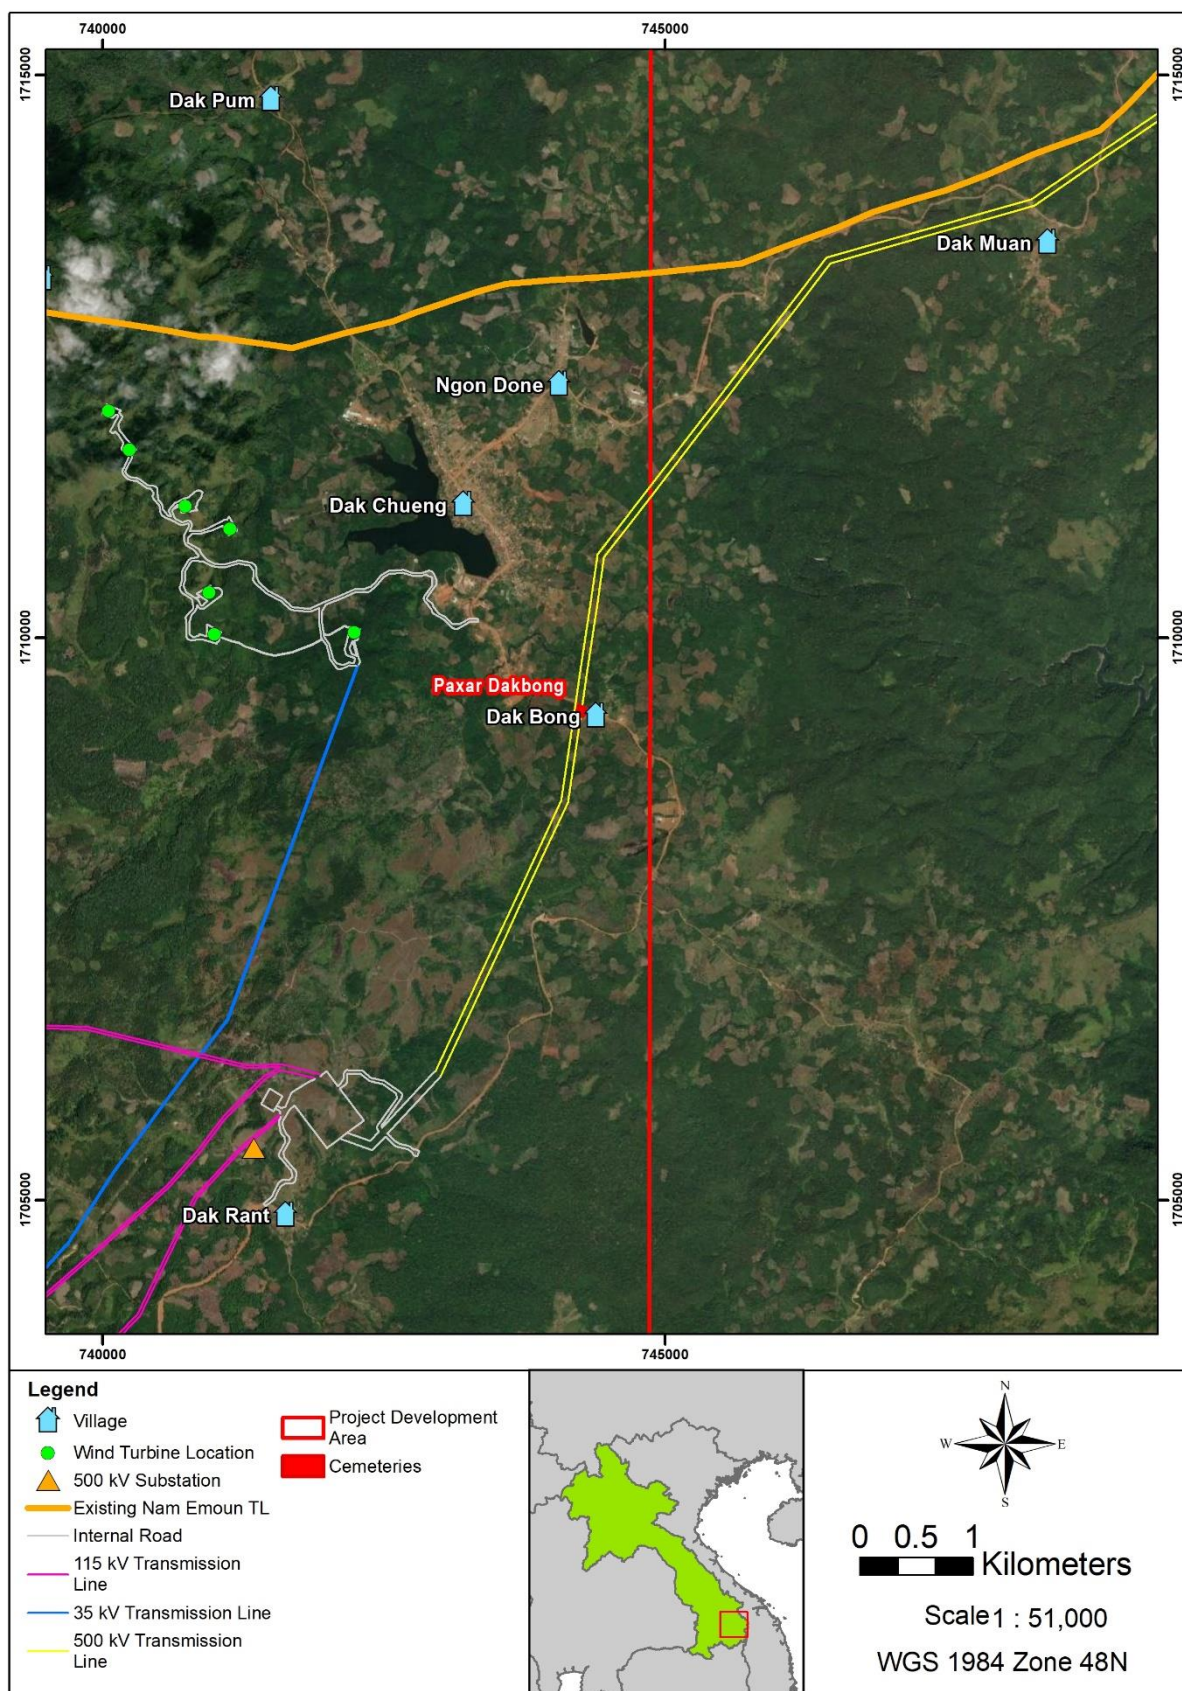 740000
745000
1715000
1715000
Dak Pum
Dak Muan
Ngon Done
Dak Chueng
1710000
1710000
Paxar Dakbong
Dak Bong
1705000
1705000
Dak Rant
740000
745000
Legend
Village
Wind Turbine Location
500 kV Substation
Existing Nam Emoun TL
Internal Road
115 kV Transmission
Line
35 kV Transmission Line
500 kV Transmission
Line
Project Development
Area
Cemeteries
N
W
E
S
0 0.5 1
Kilometers
Scale 1 : 51,000
WGS 1984 Zone 48N